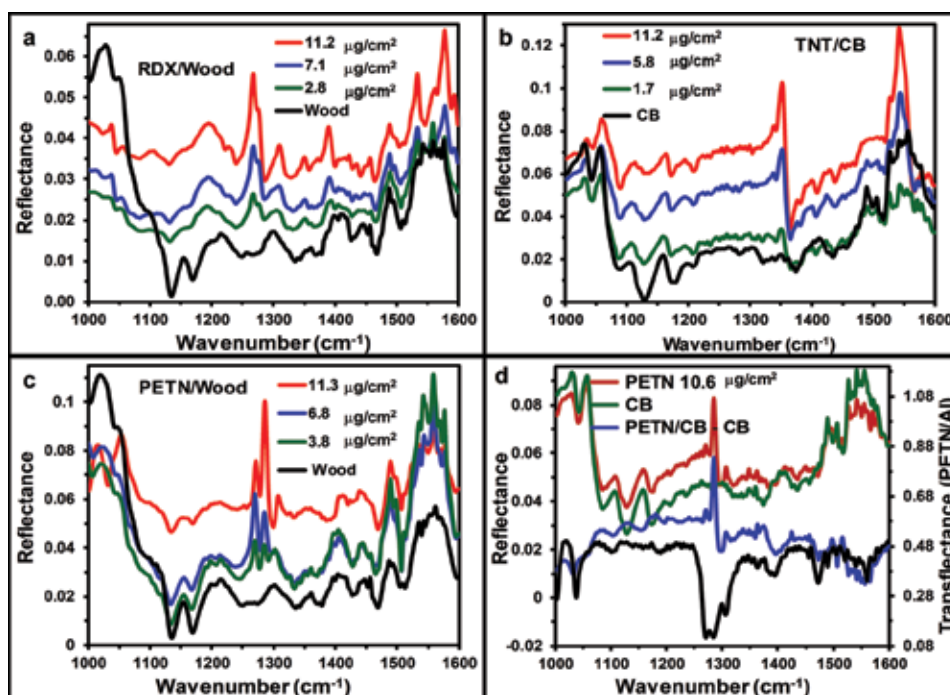 a
RDX/Wood
11.2 μg/cm²
7.1 μg/cm²
2.8 μg/cm²
Wood
Reflectance
0.06
0.05
0.04
0.03
0.02
0.01
0.00
1000 1100 1200 1300 1400 1500 1600
Wavenumber (cm⁻¹)
b
TNT/CB
11.2 μg/cm²
5.8 μg/cm²
1.7 μg/cm²
CB
Reflectance
0.12
0.1
0.08
0.06
0.04
0.02
0
1000 1100 1200 1300 1400 1500 1600
Wavenumber (cm⁻¹)
c
PETN/Wood
11.3 μg/cm²
6.8 μg/cm²
3.8 μg/cm²
Wood
Reflectance
0.1
0.08
0.06
0.04
0.02
0
1000 1100 1200 1300 1400 1500 1600
Wavenumber (cm⁻¹)
d
PETN 10.6 μg/cm²
CB
PETN/CB - CB
Reflectance
0.08
0.06
0.04
0.02
0
-0.02
Transflectance (PETN/Al)
1.08
0.88
0.68
0.48
0.28
0.08
1000 1100 1200 1300 1400 1500 1600
Wavenumber (cm⁻¹)